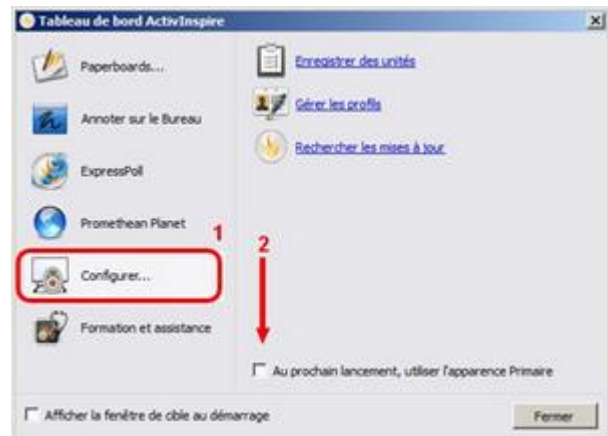 Tableau de bord ActivInspire
Paperboards...
Annoter sur le Bureau
ExpressPoll
Promethean Planet
1
Configurer...
Formation et assistance
Enregistrer des unités
Gérer les profils
Rechercher les mises à jour
2
Au prochain lancement, utiliser l'apparence Primaire
Afficher la fenêtre de cible au démarrage
Fermer